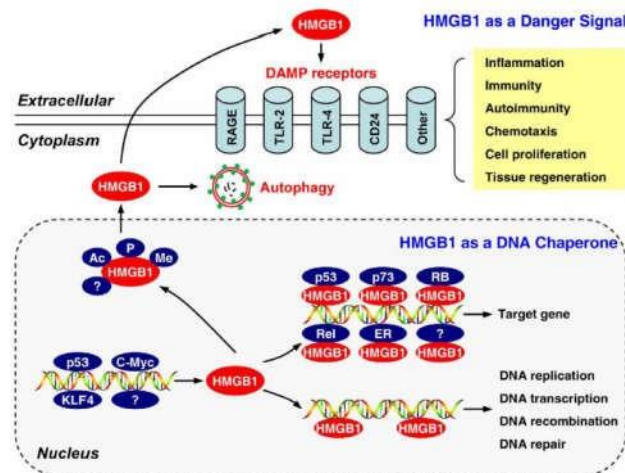 HMGB1 as a Danger Signal
HMGB1
DAMP receptors
Extracellular
Cytoplasm
RAGE
TLR-2
TLR-4
CD24
Other
Inflammation
Immunity
Autoimmunity
Chemotaxis
Cell proliferation
Tissue regeneration
HMGB1
Autophagy
HMGB1 as a DNA Chaperone
P
Ac
Me
HMGB1
?
p53 p73 RB
HMGB1 HMGB1 HMGB1
Target gene
Rel ER ?
HMGB1 HMGB1 HMGB1
p53 C-Myc
KLF4 ?
HMGB1
HMGB1 HMGB1
DNA replication
DNA transcription
DNA recombination
DNA repair
Nucleus